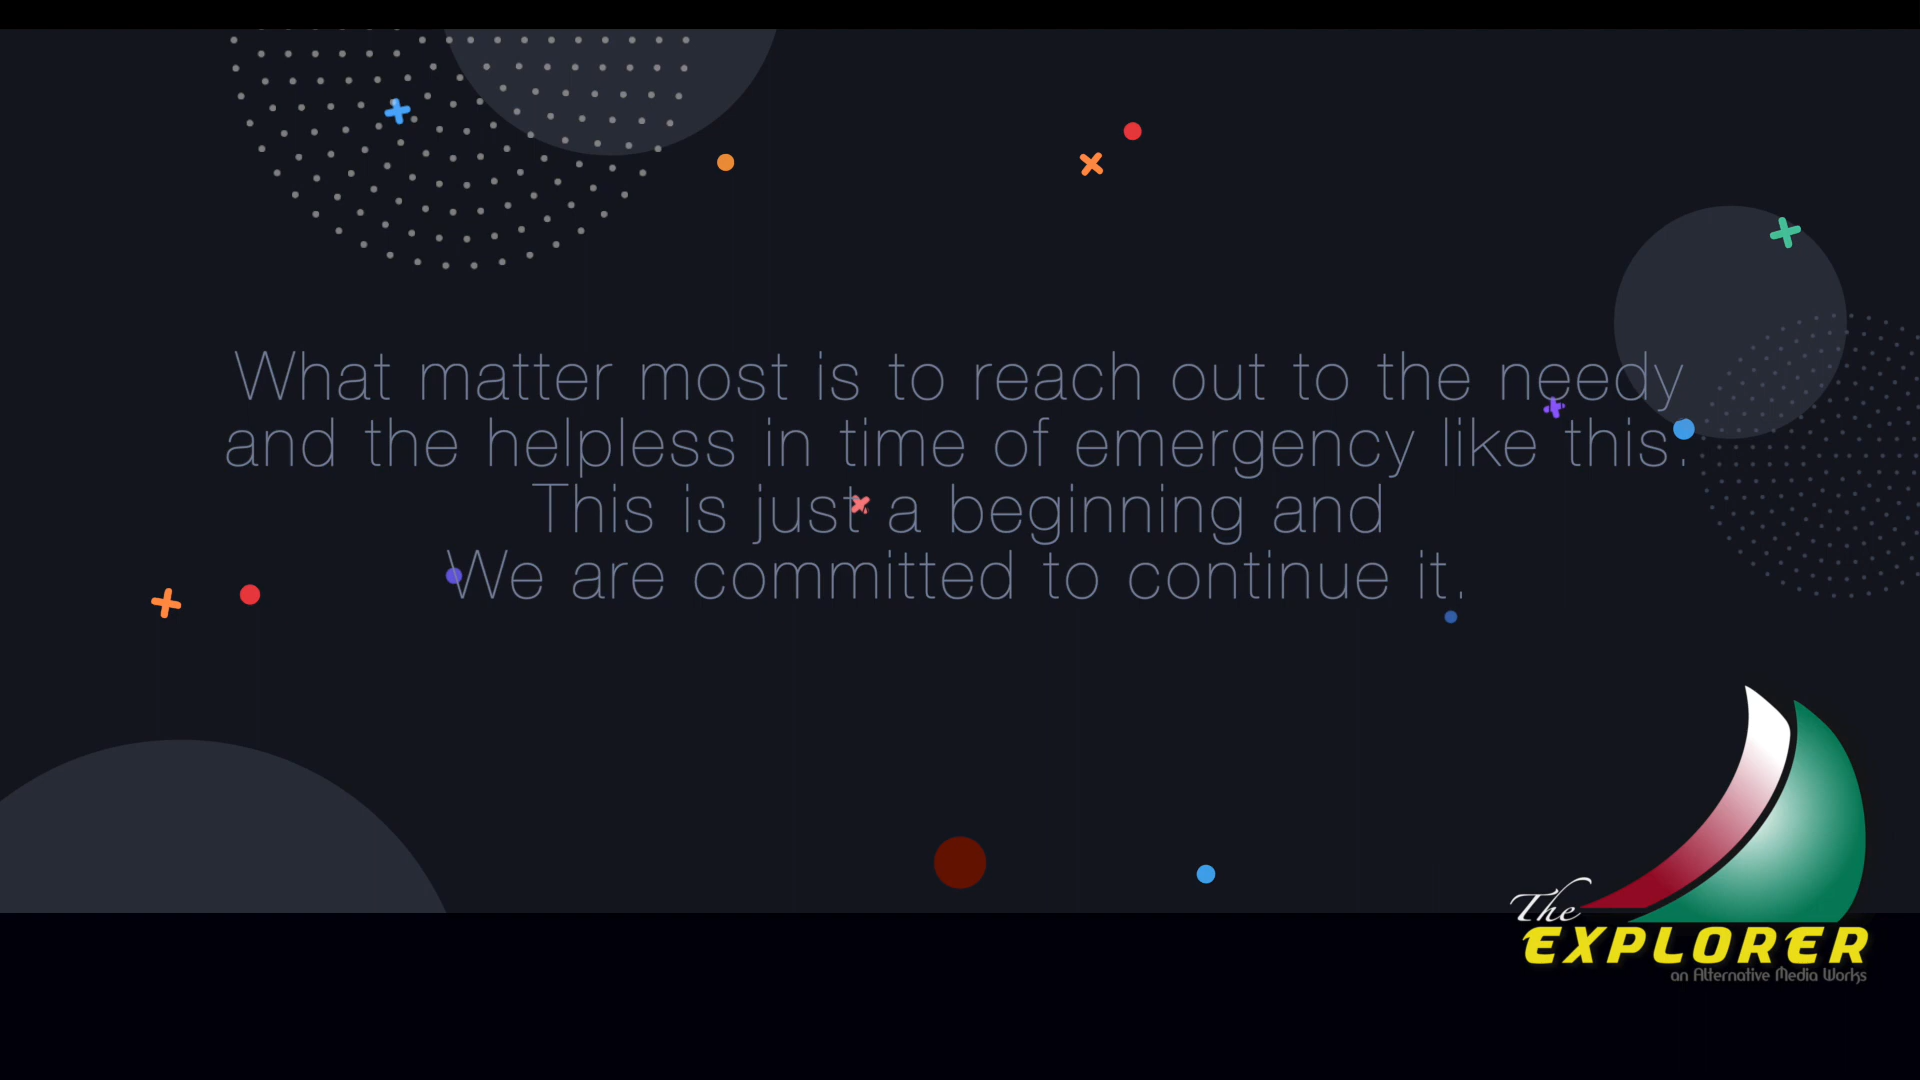 What matter most is to reach out to the needy
and the helpless in time of emergency like this.
This is just a beginning and
We are committed to continue it.
The
EXPLORER
an Alternative Media Works